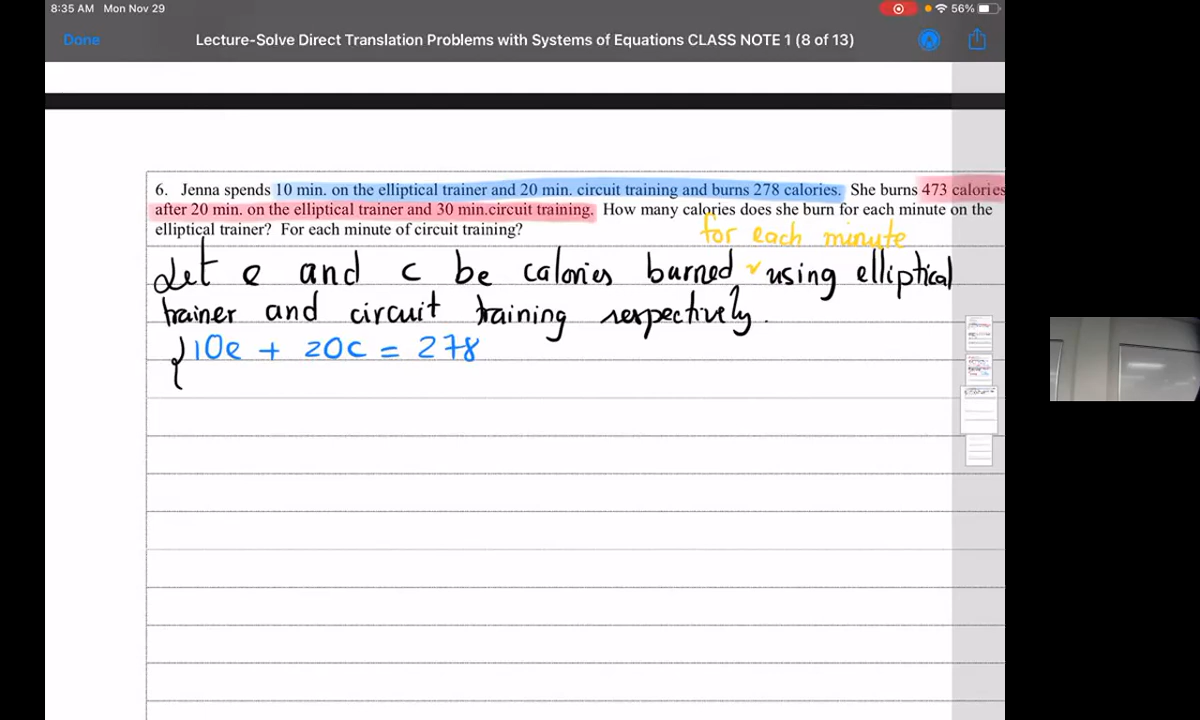 8:35 AM Mon Nov 29
56%
Done
Lecture-Solve Direct Translation Problems with Systems of Equations CLASS NOTE 1 (8 of 13)
6. Jenna spends 10 min. on the elliptical trainer and 20 min. circuit training and burns 278 calories. She burns 473 calories
after 20 min. on the elliptical trainer and 30 min.circuit training. How many calories does she burn for each minute on the
elliptical trainer? For each minute of circuit training?
for each minute
Let e and c be calories burned using elliptical
trainer and circuit training respectively.
{10e + 20c = 278